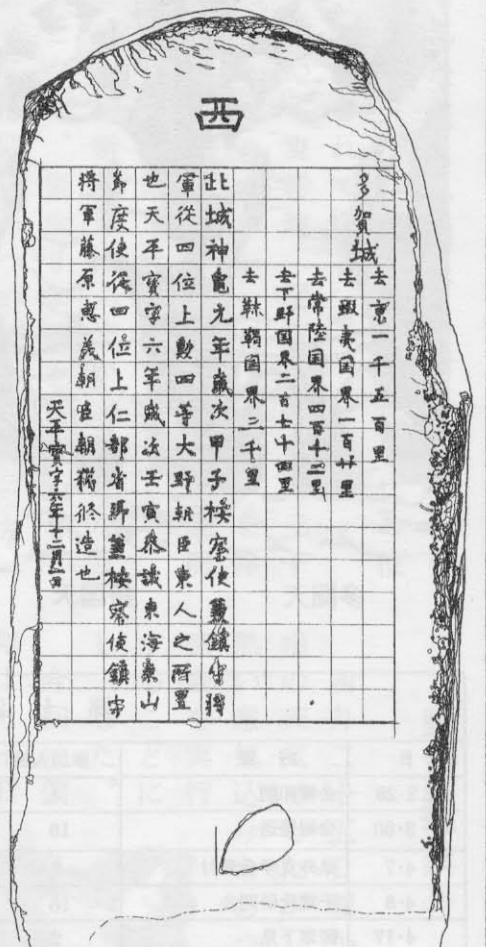 西
多賀城
去京一千五百里
去蝦夷国界一百廿里
去常陸国界四百十二里
去下野国界二百七十四里
去靺鞨国界三千里
此城神龜元年歳次甲子按察使兼鎮守将
軍從四位上勲四等大野朝臣東人之所置
也天平寶字六年歳次壬寅参議東海東山
節度使從四位上仁部省卿兼按察使鎮守
将軍藤原恵美朝臣朝獦修造也
天平寶字六年十二月一日